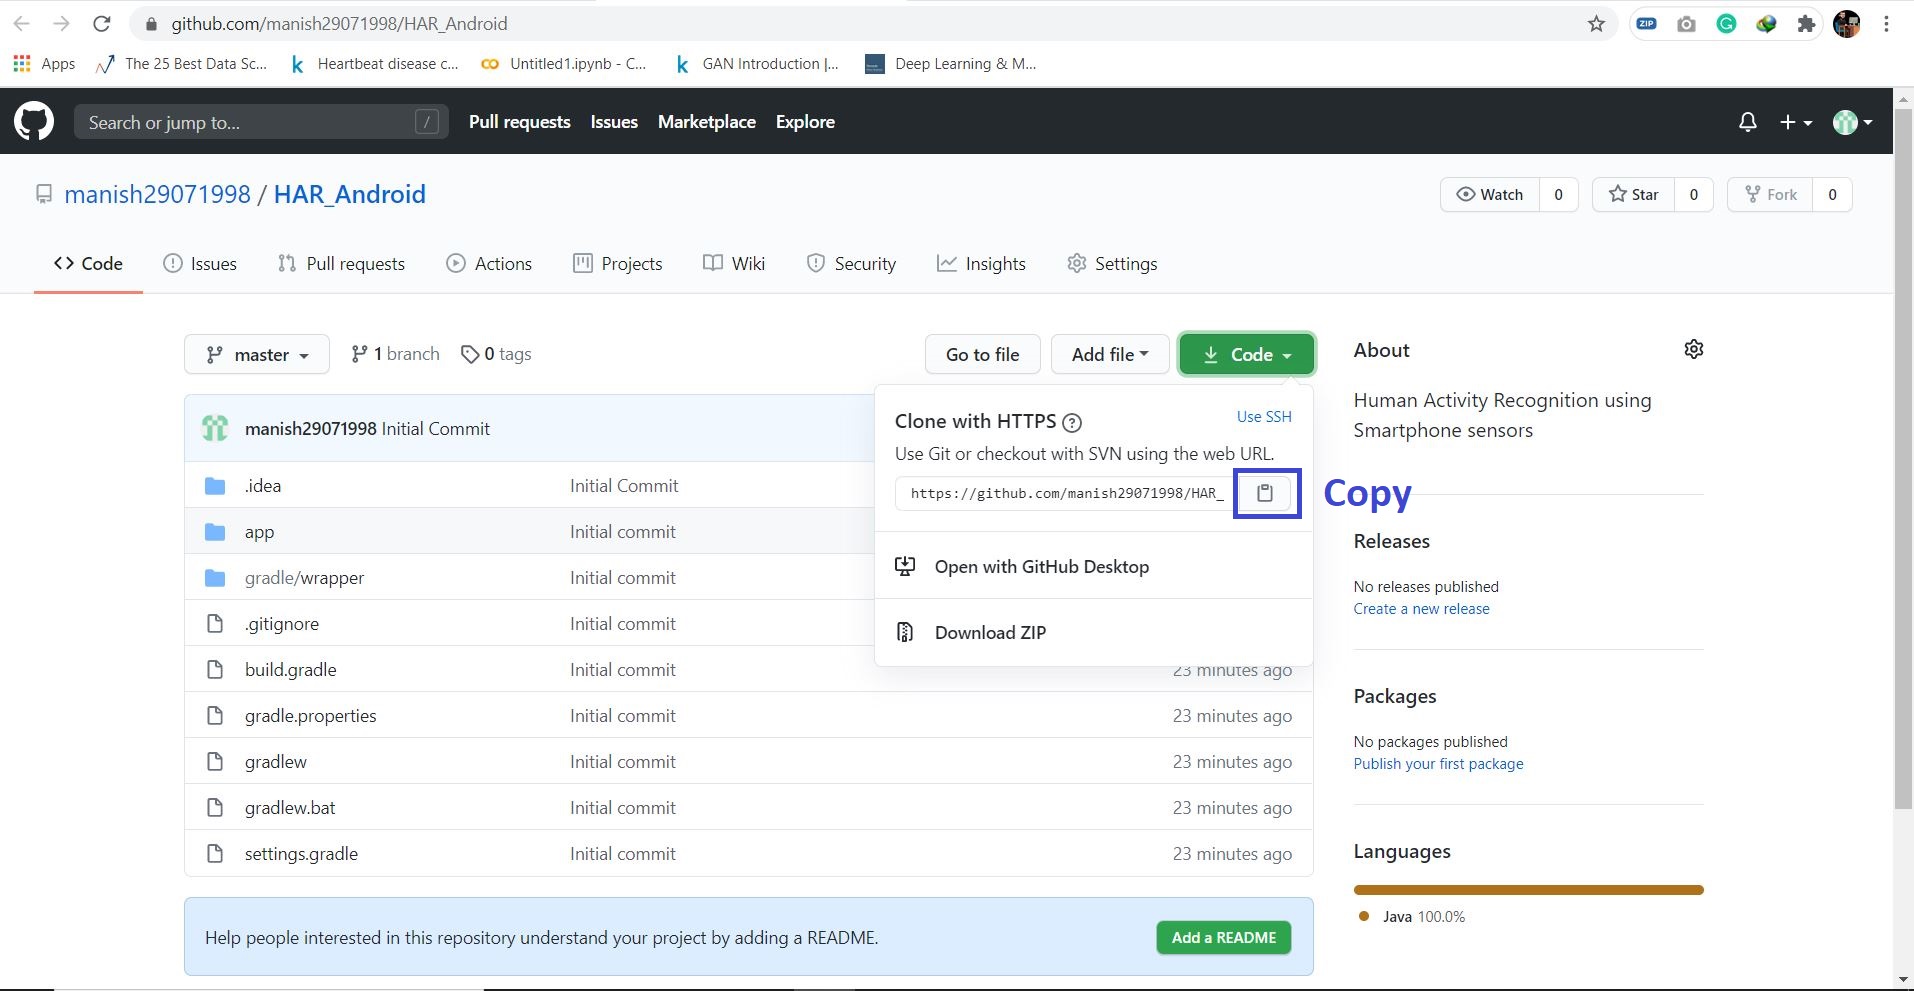 github.com/manish29071998/HAR_Android
ZIP
Apps The 25 Best Data Sc... Heartbeat disease c... Untitled1.ipynb - C... GAN Introduction |... Deep Learning & M...
Search or jump to... / Pull requests Issues Marketplace Explore
manish29071998 / HAR_Android
Watch 0 Star 0 Fork 0
Code Issues Pull requests Actions Projects Wiki Security Insights Settings
master 1 branch 0 tags Go to file Add file Code
manish29071998 Initial Commit
.idea Initial Commit
app Initial commit
gradle/wrapper Initial commit
.gitignore Initial commit
build.gradle Initial commit 23 minutes ago
gradle.properties Initial commit 23 minutes ago
gradlew Initial commit 23 minutes ago
gradlew.bat Initial commit 23 minutes ago
settings.gradle Initial commit 23 minutes ago
Clone with HTTPS ? Use SSH
Use Git or checkout with SVN using the web URL.
https://github.com/manish29071998/HAR_
Copy
Open with GitHub Desktop
Download ZIP
Help people interested in this repository understand your project by adding a README. Add a README
About
Human Activity Recognition using
Smartphone sensors
Releases
No releases published
Create a new release
Packages
No packages published
Publish your first package
Languages
Java 100.0%